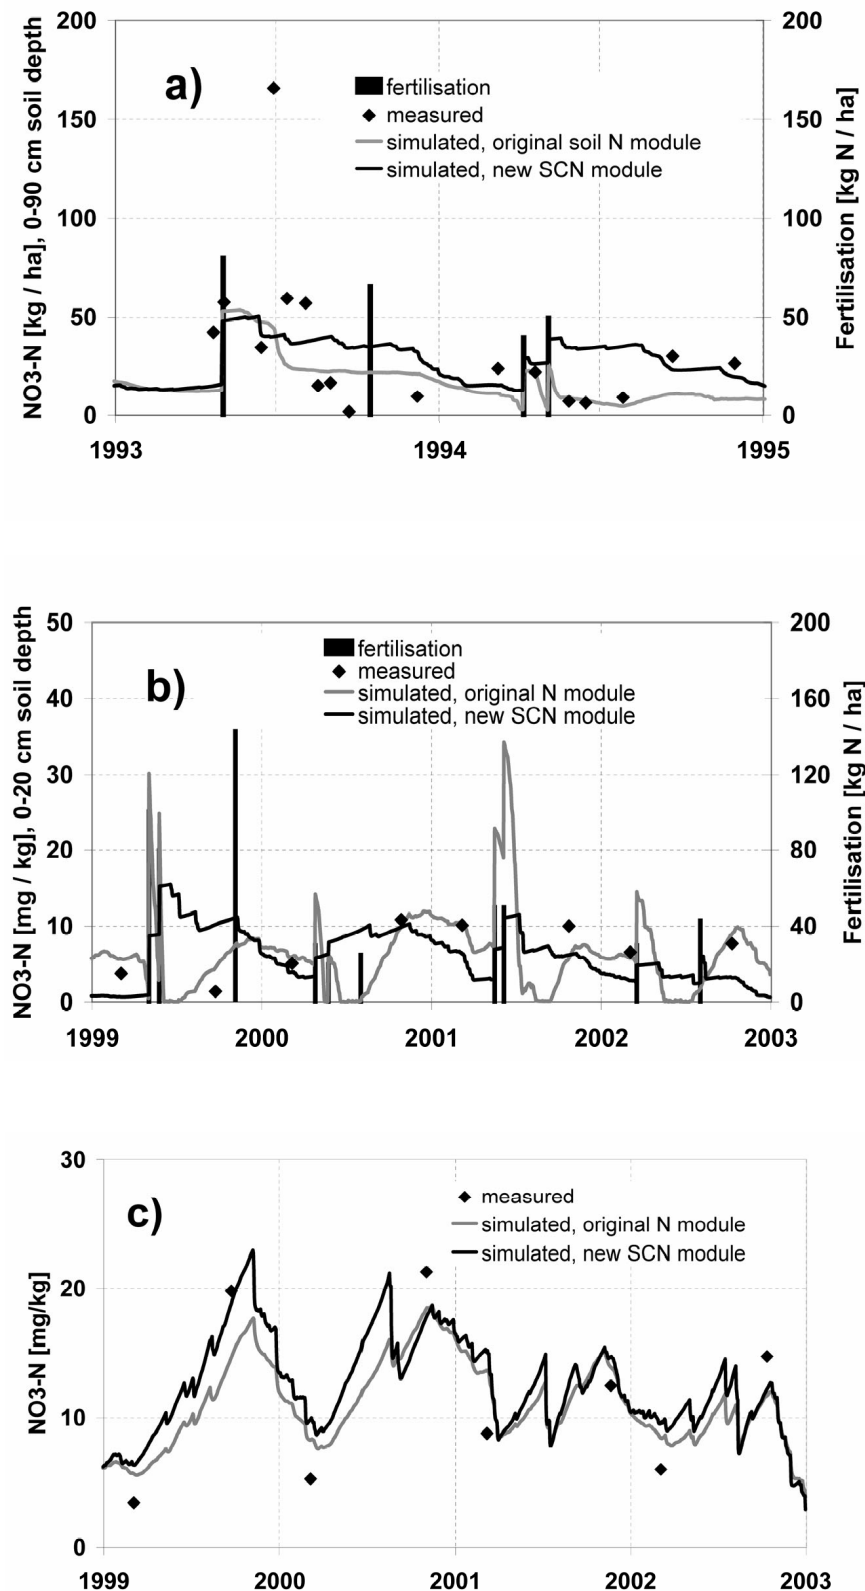 200
150
100
50
0
NO3-N [kg / ha], 0-90 cm soil depth
a)
fertilisation
measured
simulated, original soil N module
simulated, new SCN module
200
150
100
50
0
Fertilisation [kg N / ha]
1993
1994
1995
50
40
30
20
10
0
NO3-N [mg / kg], 0-20 cm soil depth
b)
fertilisation
measured
simulated, original N module
simulated, new SCN module
200
160
120
80
40
0
Fertilisation [kg N / ha]
1999
2000
2001
2002
2003
30
20
10
0
NO3-N [mg/kg]
c)
measured
simulated, original N module
simulated, new SCN module
1999
2000
2001
2002
2003